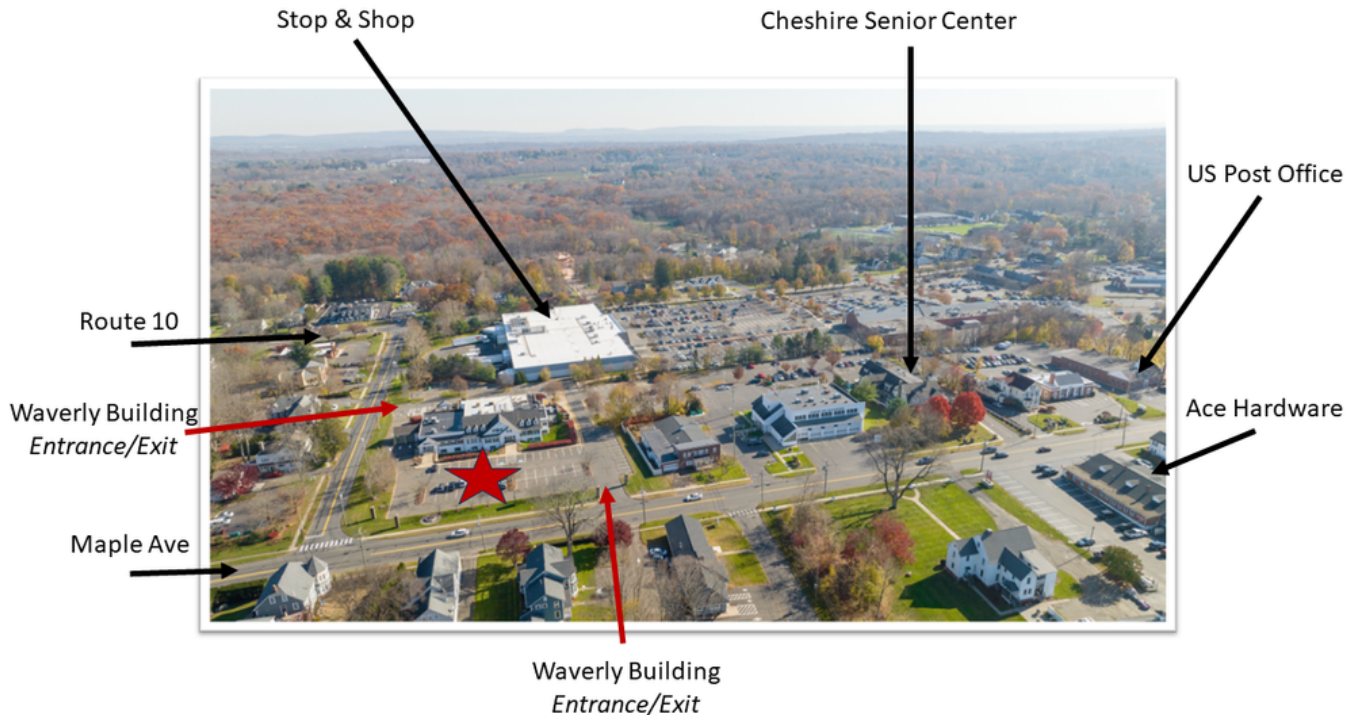 Stop & Shop
Cheshire Senior Center
US Post Office
Route 10
Waverly Building
Entrance/Exit
Ace Hardware
Maple Ave
Waverly Building
Entrance/Exit